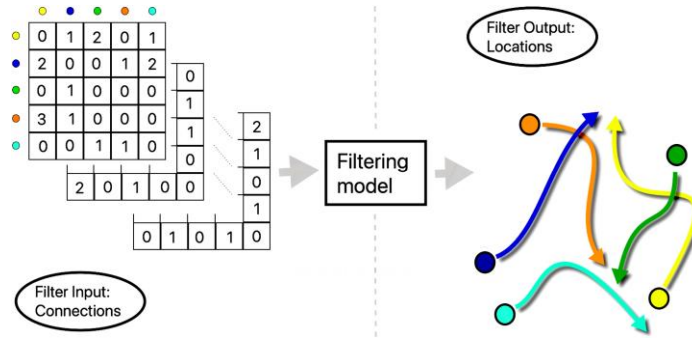 Filter Output:
Locations
0 1 2 0 1
2 0 0 1 2
0 1 0 0 0
3 1 0 0 0
0 0 1 1 0
0
1
1
0
2 0 1 0 0
2
1
0
1
0 1 0 1 0
Filtering
model
Filter Input:
Connections